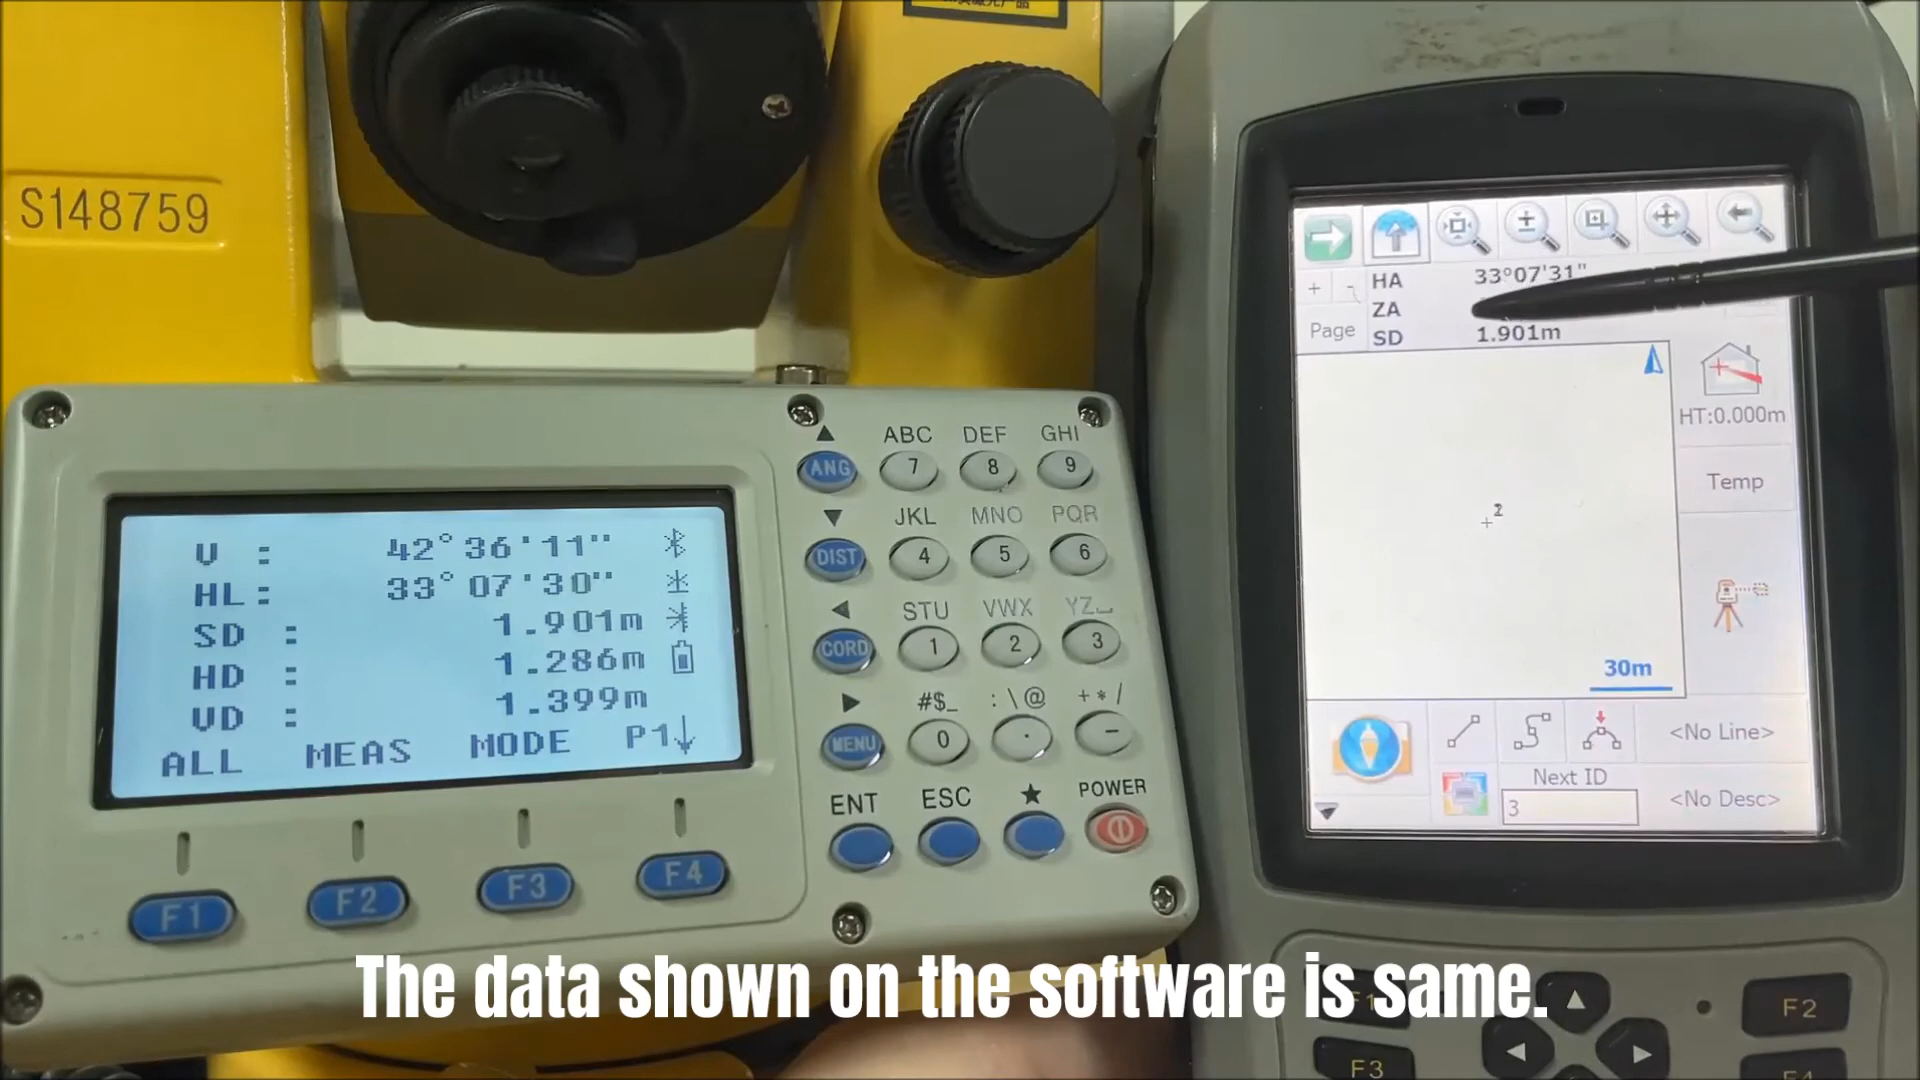 S148759
V : 42°36'11"
HL: 33°07'30"
SD : 1.901m
HD : 1.286m
VD : 1.399m
ALL MEAS MODE P1↓
F1 F2 F3 F4
ABC DEF GHI
ANG 7 8 9
JKL MNO PQR
DIST 4 5 6
STU VWX YZ␣
CORD 1 2 3
#$_ :\@ +*/
MENU 0 . -
ENT ESC ★ POWER
HA 33°07'31"
ZA
SD 1.901m
+ -
Page
HT:0.000m
Temp
2
30m
<No Line>
Next ID
3
<No Desc>
F1 F2
F3 F4
The data shown on the software is same.